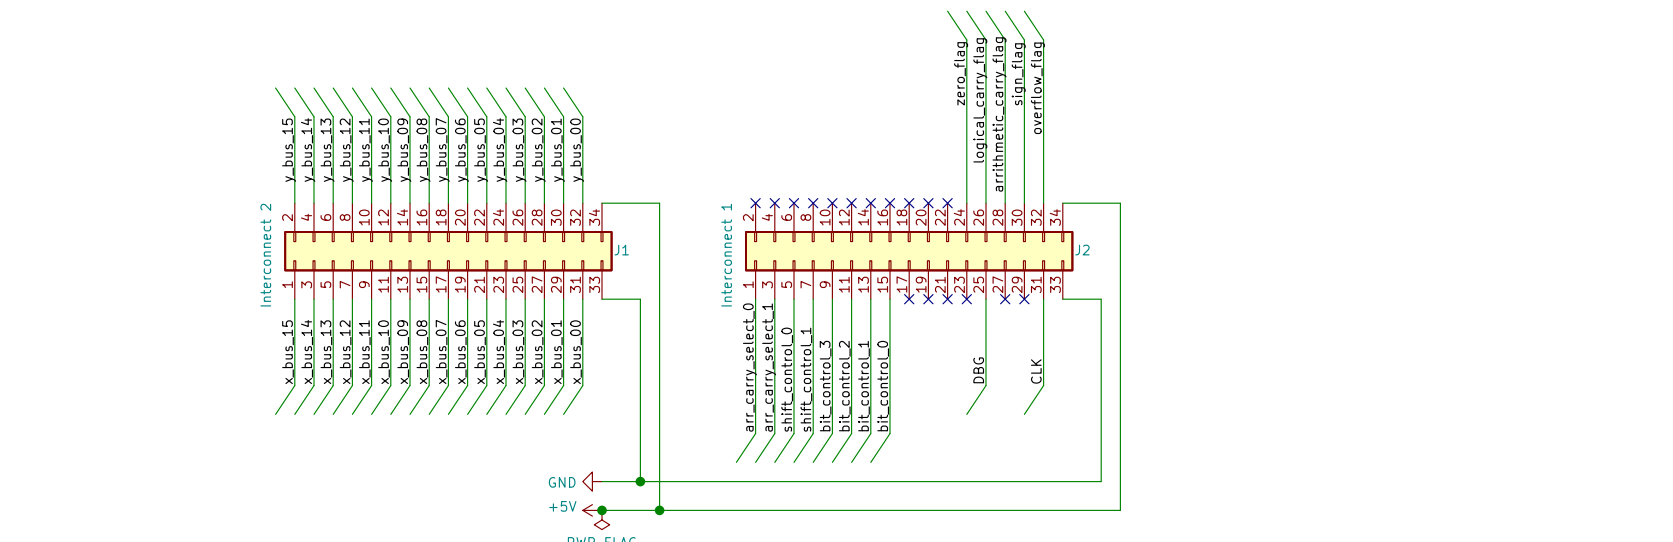 zero_flag
logical_carry_flag
arrithmetic_carry_flag
sign_flag
overflow_flag
y_bus_15
y_bus_14
y_bus_13
y_bus_12
y_bus_11
y_bus_10
y_bus_09
y_bus_08
y_bus_07
y_bus_06
y_bus_05
y_bus_04
y_bus_03
y_bus_02
y_bus_01
y_bus_00
Interconnect 2
2 4 6 8 10 12 14 16 18 20 22 24 26 28 30 32 34
J1
1 3 5 7 9 11 13 15 17 19 21 23 25 27 29 31 33
x_bus_15
x_bus_14
x_bus_13
x_bus_12
x_bus_11
x_bus_10
x_bus_09
x_bus_08
x_bus_07
x_bus_06
x_bus_05
x_bus_04
x_bus_03
x_bus_02
x_bus_01
x_bus_00
Interconnect 1
2 4 6 8 10 12 14 16 18 20 22 24 26 28 30 32 34
J2
1 3 5 7 9 11 13 15 17 19 21 23 25 27 29 31 33
arr_carry_select_0
arr_carry_select_1
shift_control_0
shift_control_1
bit_control_3
bit_control_2
bit_control_1
bit_control_0
DBG
CLK
GND
+5V
PWR_FLAG